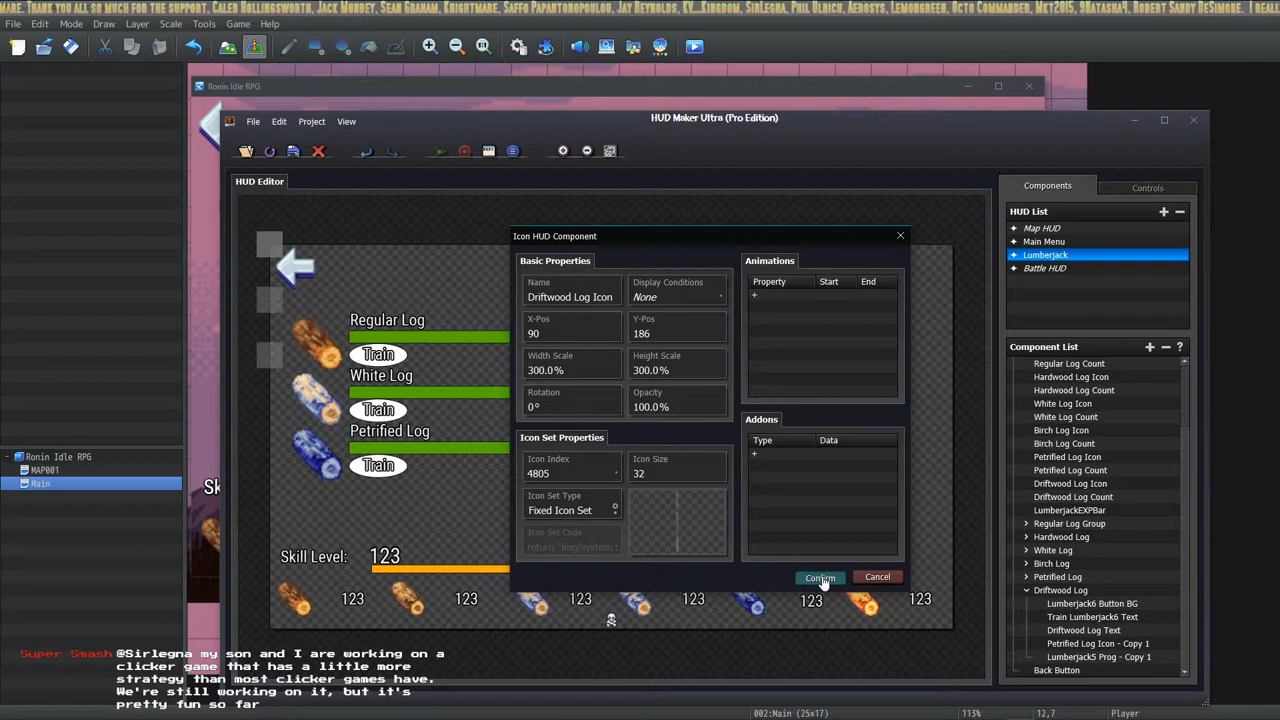 Knightmare, Thank you so much for the support, Caleb Hollingsworth, Jack Mundey, Sean Graham, Knightmare, Saffo Papantonopoulou, Jay Reynolds, KV__Kingdom, SirLegna, Phil Ulrich, Aerosys, Lemongreen, Octo Commander, MKY2015, 9Natasha9, Robert Sandy DeSimone.
File Edit Mode Draw Layer Scale Tools Game Help
Ronin Idle RPG
HUD Maker Ultra (Pro Edition)
File Edit Project View
HUD Editor
Components Controls
HUD List
Map HUD
Main Menu
Lumberjack
Battle HUD
Icon HUD Component
Basic Properties
Name
Driftwood Log Icon
Display Conditions
None
X-Pos
90
Y-Pos
186
Width Scale
300.0%
Height Scale
300.0%
Rotation
0°
Opacity
100.0%
Icon Set Properties
Icon Index
4805
Icon Size
32
Icon Set Type
Fixed Icon Set
Icon Set Code
return "img/system.
Animations
Property Start End
+
Addons
Type Data
+
Confirm Cancel
Regular Log
Train
White Log
Train
Petrified Log
Train
Skill Level: 123
123 123 123 123 123 123
Component List
Regular Log Count
Hardwood Log Icon
Hardwood Log Count
White Log Icon
White Log Count
Birch Log Icon
Birch Log Count
Petrified Log Icon
Petrified Log Count
Driftwood Log Icon
Driftwood Log Count
LumberjackEXPBar
Regular Log Group
Hardwood Log
White Log
Birch Log
Petrified Log
Driftwood Log
Lumberjack6 Button BG
Train Lumberjack6 Text
Driftwood Log Text
Petrified Log Icon - Copy 1
Lumberjack5 Prog - Copy 1
Back Button
Ronin Idle RPG
MAP001
Main
Sk
Super Smash @Sirlegna my son and I are working on a
clicker game that has a little more
strategy than most clicker games have.
We're still working on it, but it's
pretty fun so far
002:Main (25x17) 113% 12,7 Player